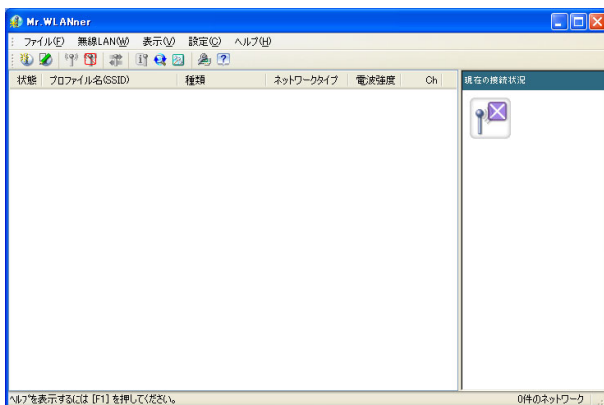 Mr.WLANner
ファイル(F) 無線LAN(W) 表示(V) 設定(C) ヘルプ(H)
状態 プロファイル名(SSID) 種類 ネットワークタイプ 電波強度 Ch 現在の接続状況
ヘルプを表示するには [F1] を押してください。 0件のネットワーク